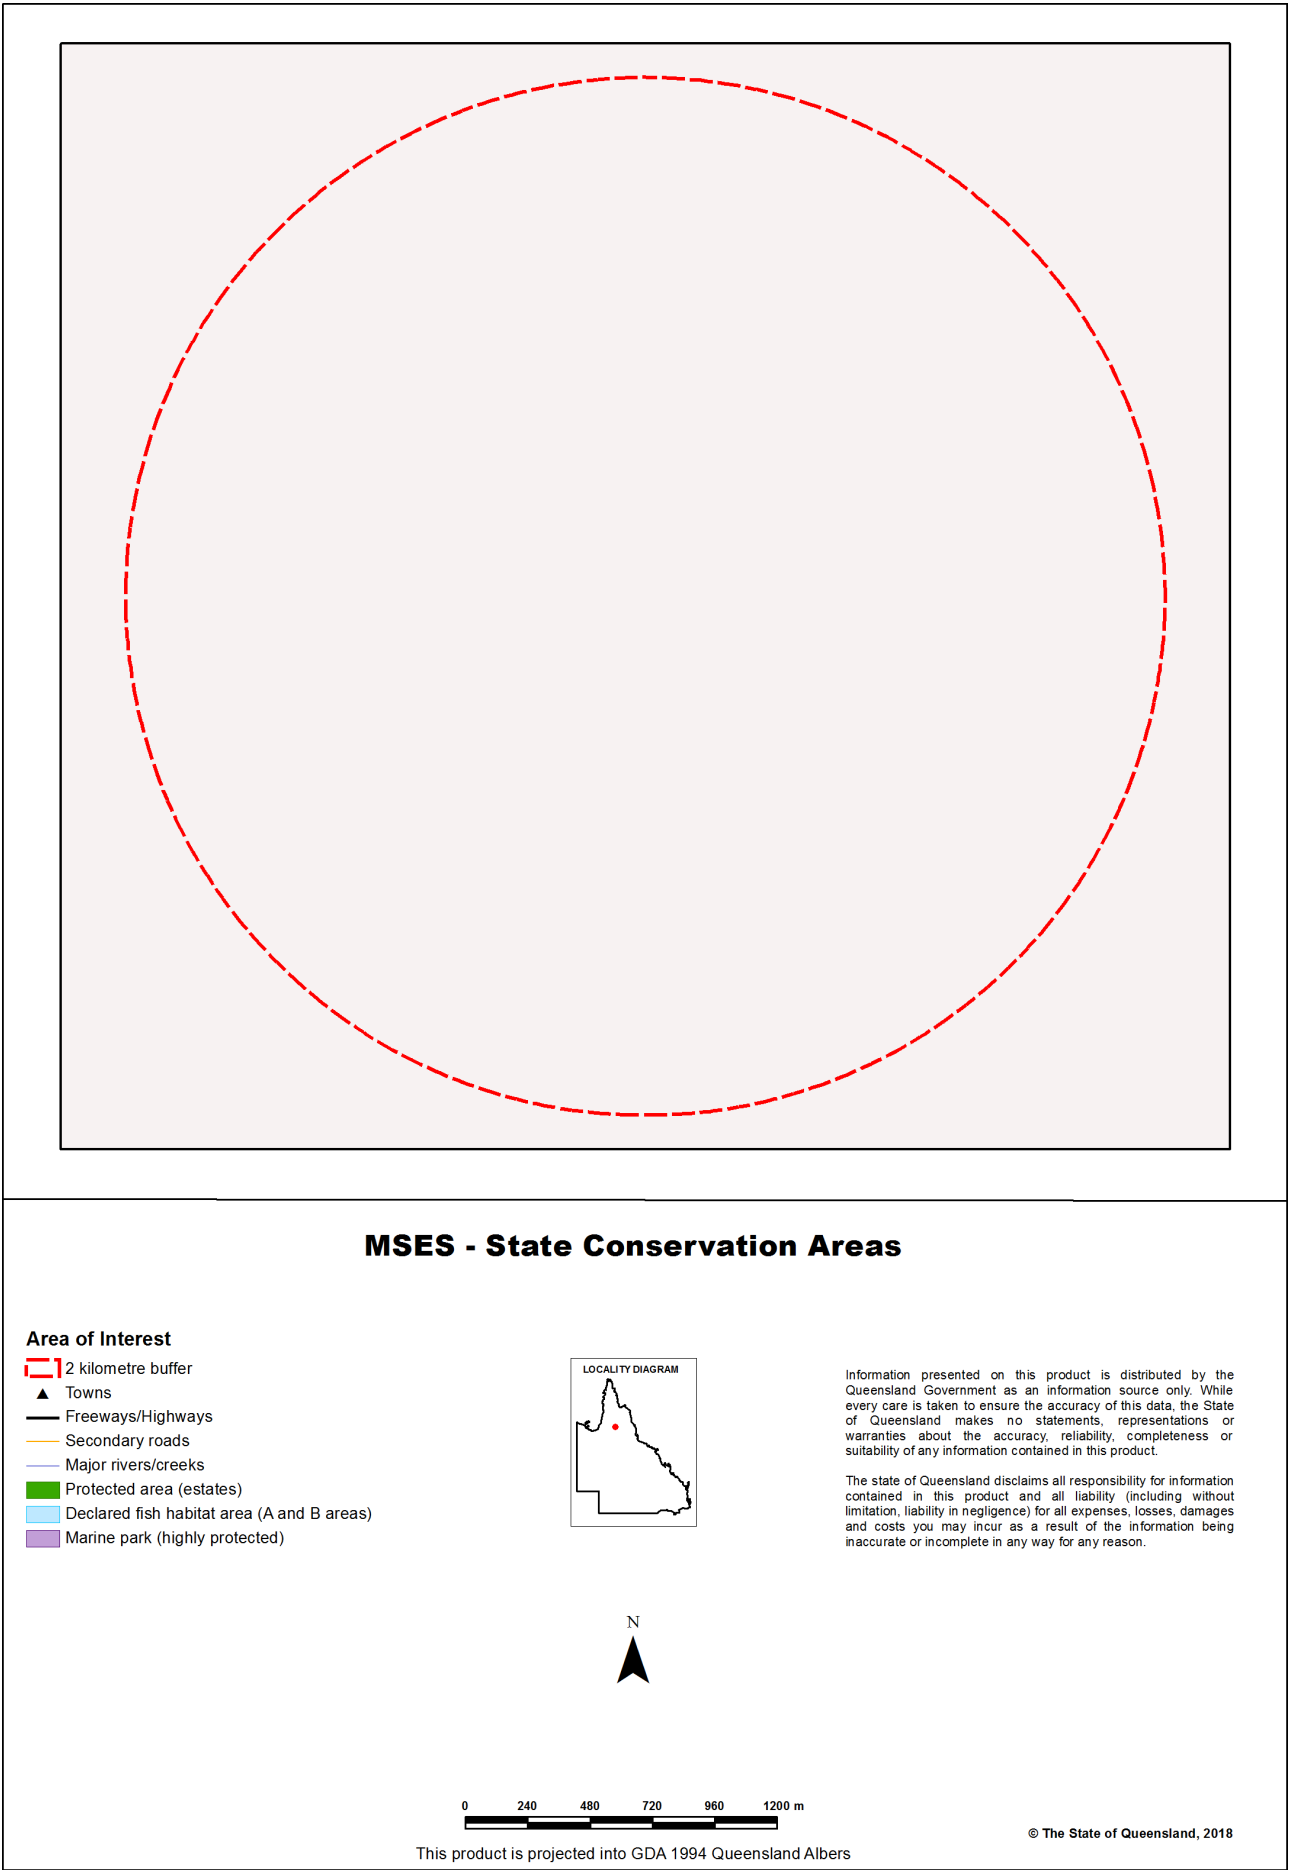 MSES - State Conservation Areas
Area of Interest
2 kilometre buffer
Towns
Freeways/Highways
Secondary roads
Major rivers/creeks
Protected area (estates)
Declared fish habitat area (A and B areas)
Marine park (highly protected)
LOCALITY DIAGRAM
Information presented on this product is distributed by the
Queensland Government as an information source only. While
every care is taken to ensure the accuracy of this data, the State
of Queensland makes no statements, representations or
warranties about the accuracy, reliability, completeness or
suitability of any information contained in this product.
The state of Queensland disclaims all responsibility for information
contained in this product and all liability (including without
limitation, liability in negligence) for all expenses, losses, damages
and costs you may incur as a result of the information being
inaccurate or incomplete in any way for any reason.
N
0 240 480 720 960 1200 m
© The State of Queensland, 2018
This product is projected into GDA 1994 Queensland Albers